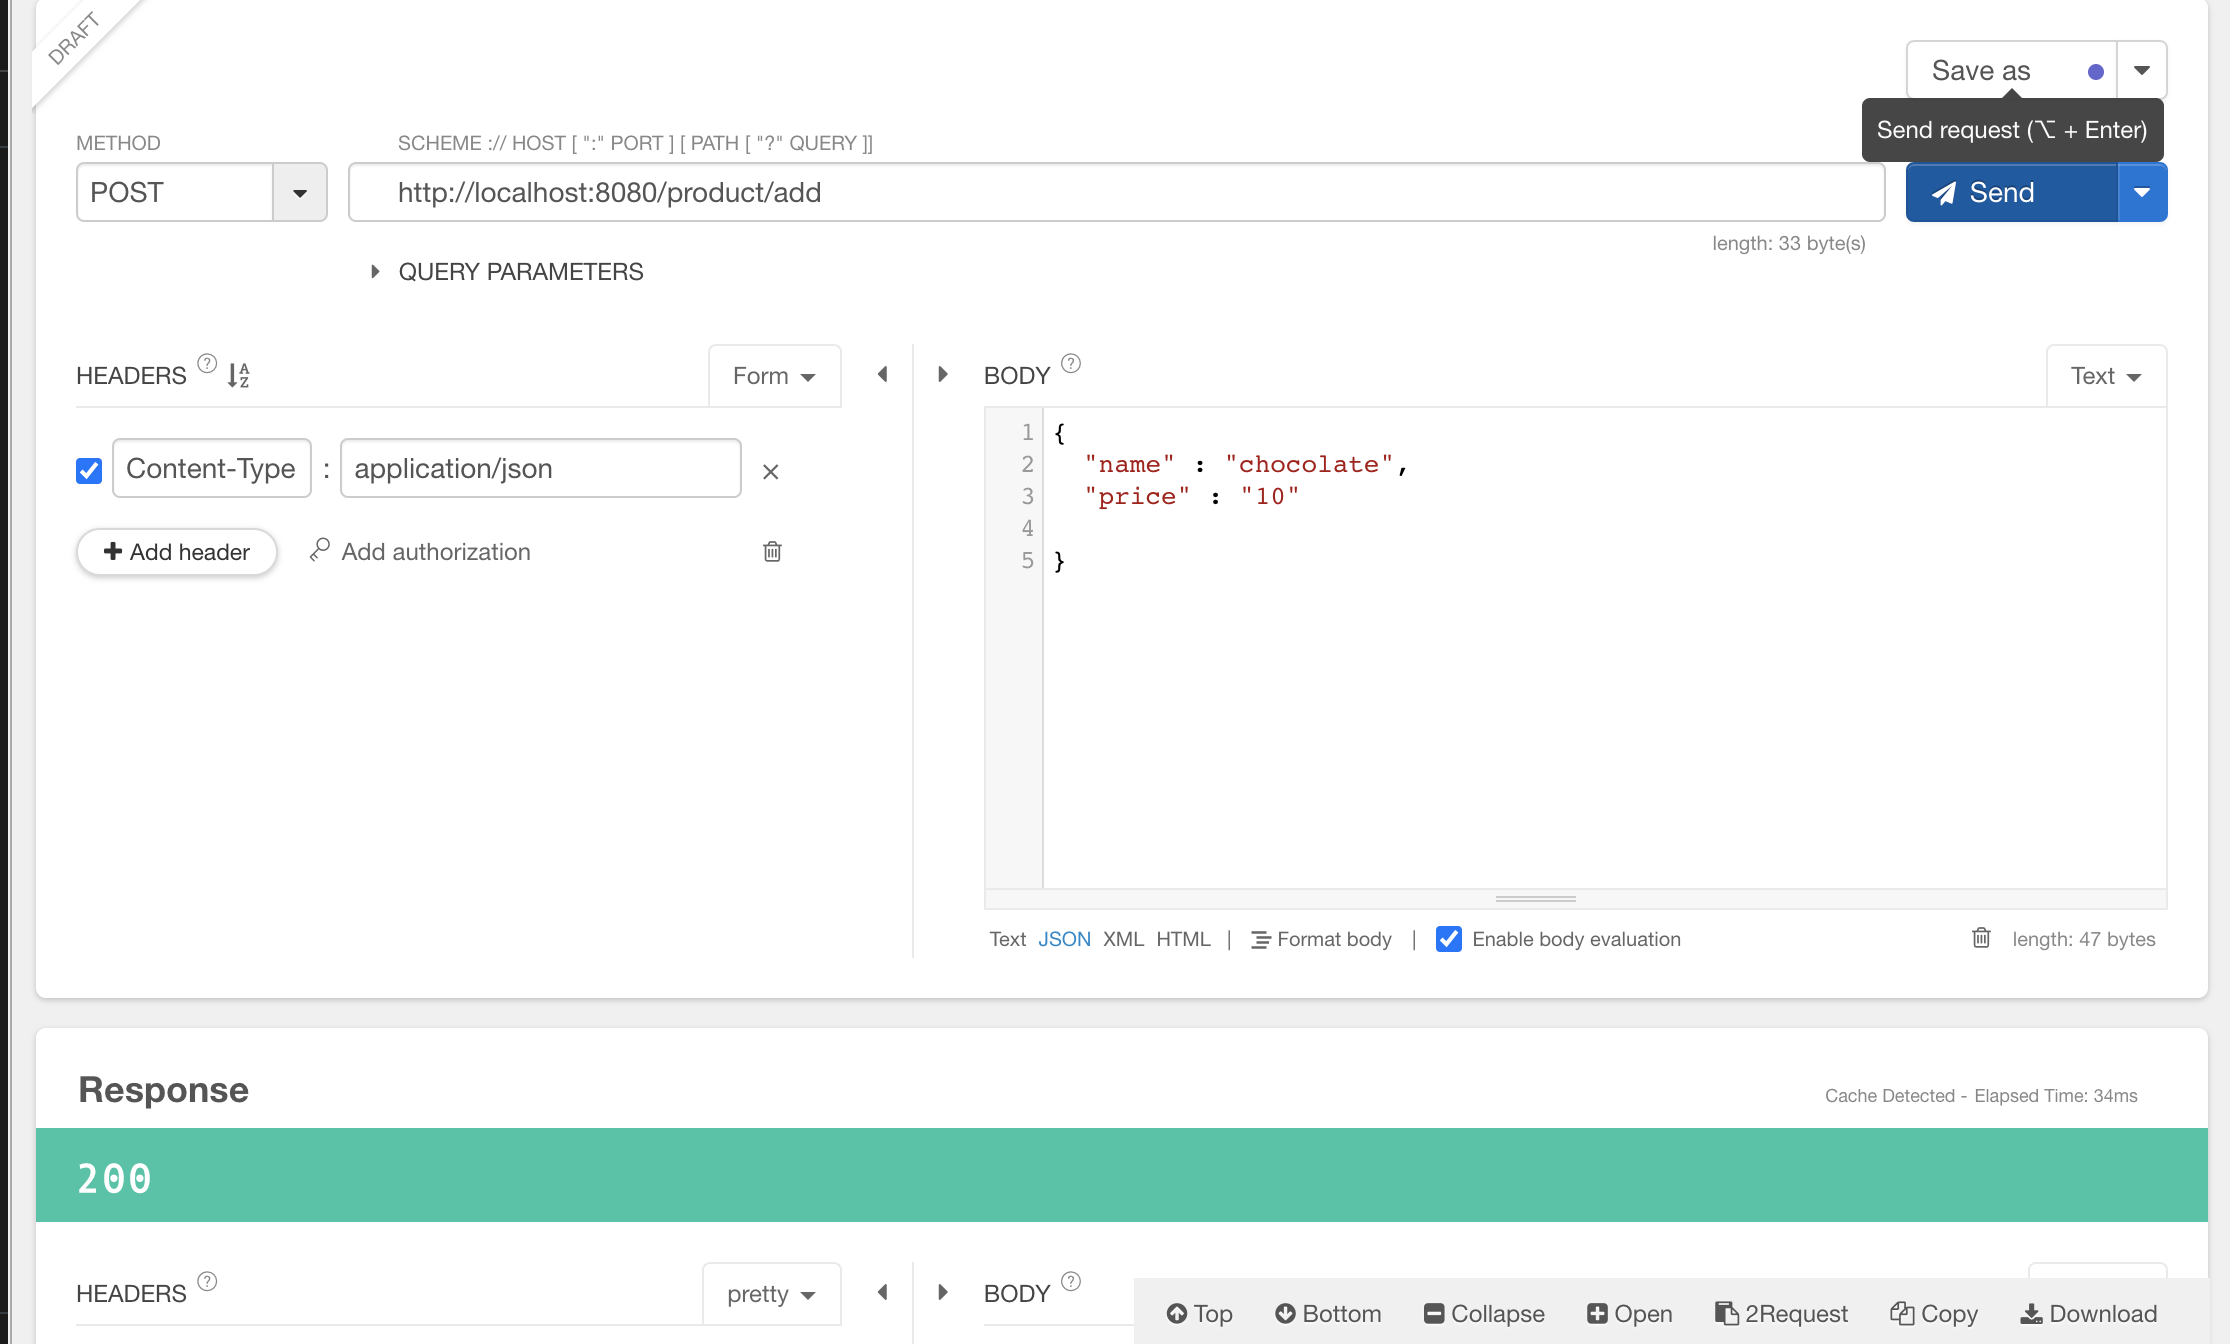 DRAFT
Save as
Send request (⌥ + Enter)
METHOD
SCHEME :// HOST [ ":" PORT ] [ PATH [ "?" QUERY ]]
POST
http://localhost:8080/product/add
Send
length: 33 byte(s)
QUERY PARAMETERS
HEADERS ? A Z
Form
BODY ?
Text
Content-Type : application/json ×
+ Add header
Add authorization
1 {
2 "name" : "chocolate",
3 "price" : "10"
4
5 }
Text JSON XML HTML | Format body | Enable body evaluation
length: 47 bytes
Response
Cache Detected - Elapsed Time: 34ms
200
HEADERS ?
pretty
BODY ?
Top Bottom Collapse Open 2Request Copy Download